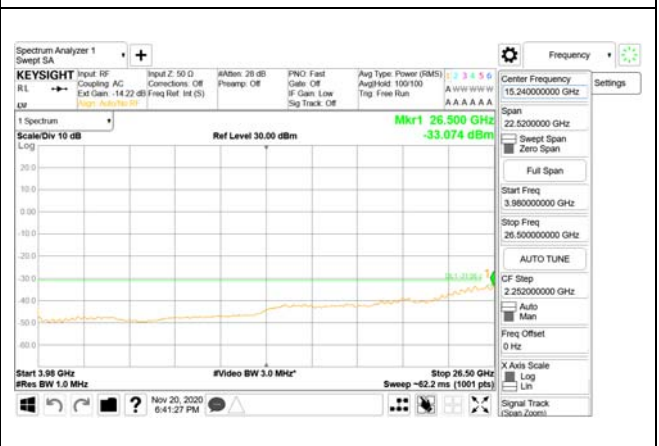 Spectrum Analyzer 1
Swept SA
Frequency
KEYSIGHT
RL
Input: RF
Coupling: AC
Ext Gain: -14.22 dB
Align: Auto/No RF
Input Z: 50 Ω
Corrections: Off
Freq Ref: Int (S)
#Atten: 28 dB
Preamp: Off
PNO: Fast
Gate: Off
IF Gain: Low
Sig Track: Off
Avg Type: Power (RMS)
Avg|Hold: 100/100
Trig: Free Run
1 2 3 4 5 6
A W W W W W
A A A A A A
Center Frequency
15.240000000 GHz
Settings
Span
22.5200000 GHz
Swept Span
Zero Span
Full Span
Start Freq
3.980000000 GHz
Stop Freq
26.500000000 GHz
AUTO TUNE
CF Step
2.252000000 GHz
Auto
Man
Freq Offset
0 Hz
X Axis Scale
Log
Lin
Signal Track
(Span Zoom)
1 Spectrum
Scale/Div 10 dB
Ref Level 30.00 dBm
Mkr1 26.500 GHz
-33.074 dBm
Log
20.0
10.0
0.00
-10.0
-20.0
-30.0
-40.0
-50.0
-60.0
1
Start 3.98 GHz
#Video BW 3.0 MHz*
Stop 26.50 GHz
#Res BW 1.0 MHz
Sweep ~62.2 ms (1001 pts)
?
Nov 20, 2020
6:41:27 PM